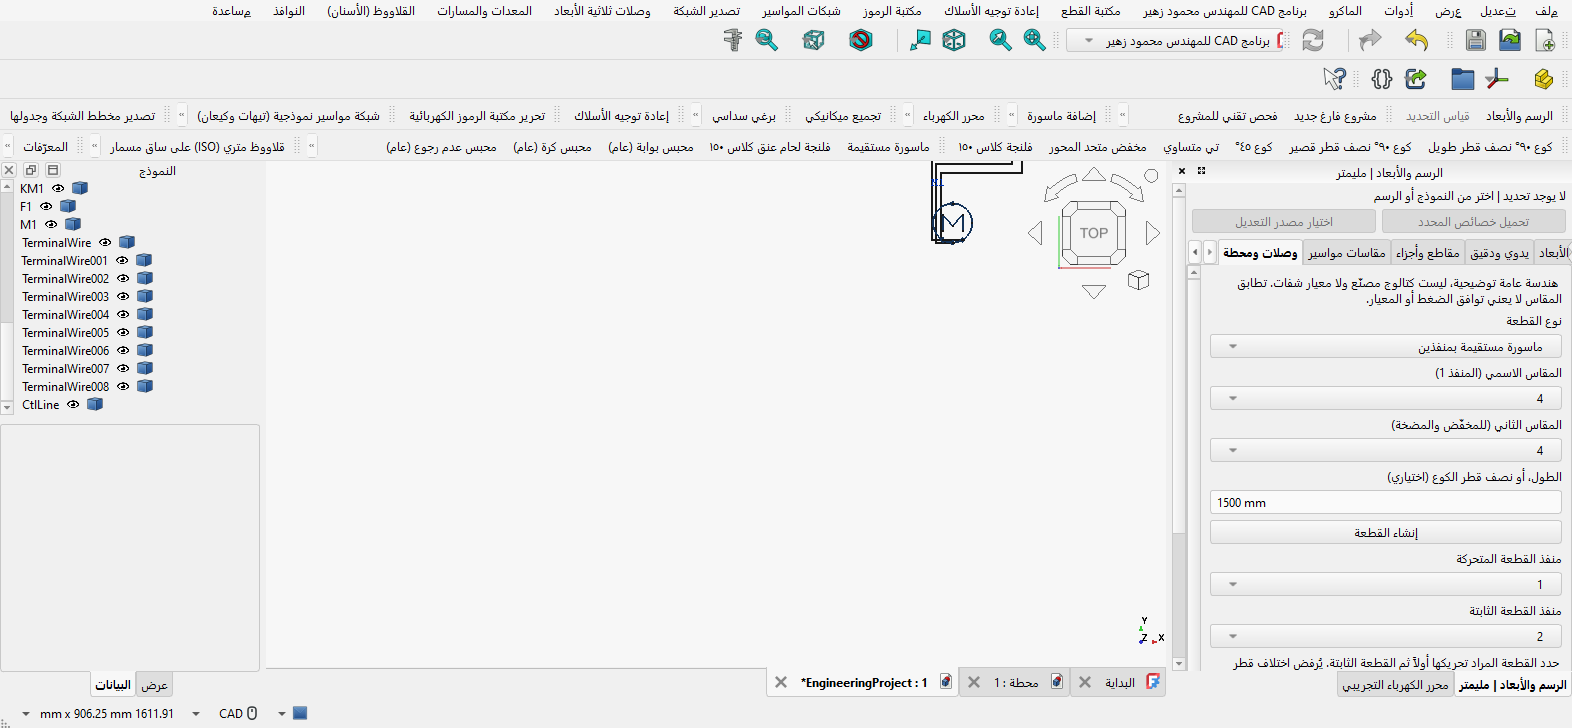 ملف تعديل عرض أدوات الماكرو برنامج CAD للمهندس محمود زهير مكتبة القطع إعادة توجيه الأسلاك مكتبة الرموز شبكات المواسير تصدير الشبكة وصلات ثلاثية الأبعاد المعدات والمسارات القلاووظ (الأسنان) النوافذ مساعدة
برنامج CAD للمهندس محمود زهير
الرسم والأبعاد قياس التحديد مشروع فارغ جديد فحص تقني للمشروع إضافة ماسورة محرر الكهرباء تجميع ميكانيكي برغي سداسي إعادة توجيه الأسلاك تحرير مكتبة الرموز الكهربائية شبكة مواسير نموذجية (تيهات وكيعان) تصدير مخطط الشبكة وجدولها
كوع ٩٠° نصف قطر طويل كوع ٩٠° نصف قطر قصير كوع ٤٥° تي متساوي مخفض متحد المحور فلنجة كلاس ١٥٠ ماسورة مستقيمة فلنجة لحام عنق كلاس ١٥٠ محبس بوابة (عام) محبس كرة (عام) محبس عدم رجوع (عام) قلاووظ متري (ISO) على ساق مسمار المعرّفات
الرسم والأبعاد | مليمتر
لا يوجد تحديد | اختر من النموذج أو الرسم
تحميل خصائص المحدد اختيار مصدر التعديل
الأبعاد يدوي ودقيق مقاطع وأجزاء مقاسات مواسير وصلات ومحطة
هندسة عامة توضيحية، ليست كتالوج مصنّع ولا معيار شفات. تطابق
المقاس لا يعني توافق الضغط أو المعيار.
نوع القطعة
ماسورة مستقيمة بمنفذين
المقاس الاسمي (المنفذ 1)
4
المقاس الثاني (للمخفّض والمضخة)
4
الطول، أو نصف قطر الكوع (اختياري)
1500 mm
إنشاء القطعة
منفذ القطعة المتحركة
1
منفذ القطعة الثابتة
2
حدد القطعة المراد تحريكها أولاً ثم القطعة الثابتة. يُرفض اختلاف قطر
الرسم والأبعاد | مليمتر محرر الكهرباء التجريبي
M
TOP
Y
Z
X
البداية
محطة : 1
EngineeringProject : 1*
النموذج
KM1
F1
M1
TerminalWire
TerminalWire001
TerminalWire002
TerminalWire003
TerminalWire004
TerminalWire005
TerminalWire006
TerminalWire007
TerminalWire008
CtlLine
عرض البيانات
CAD
mm x 906.25 mm 1611.91